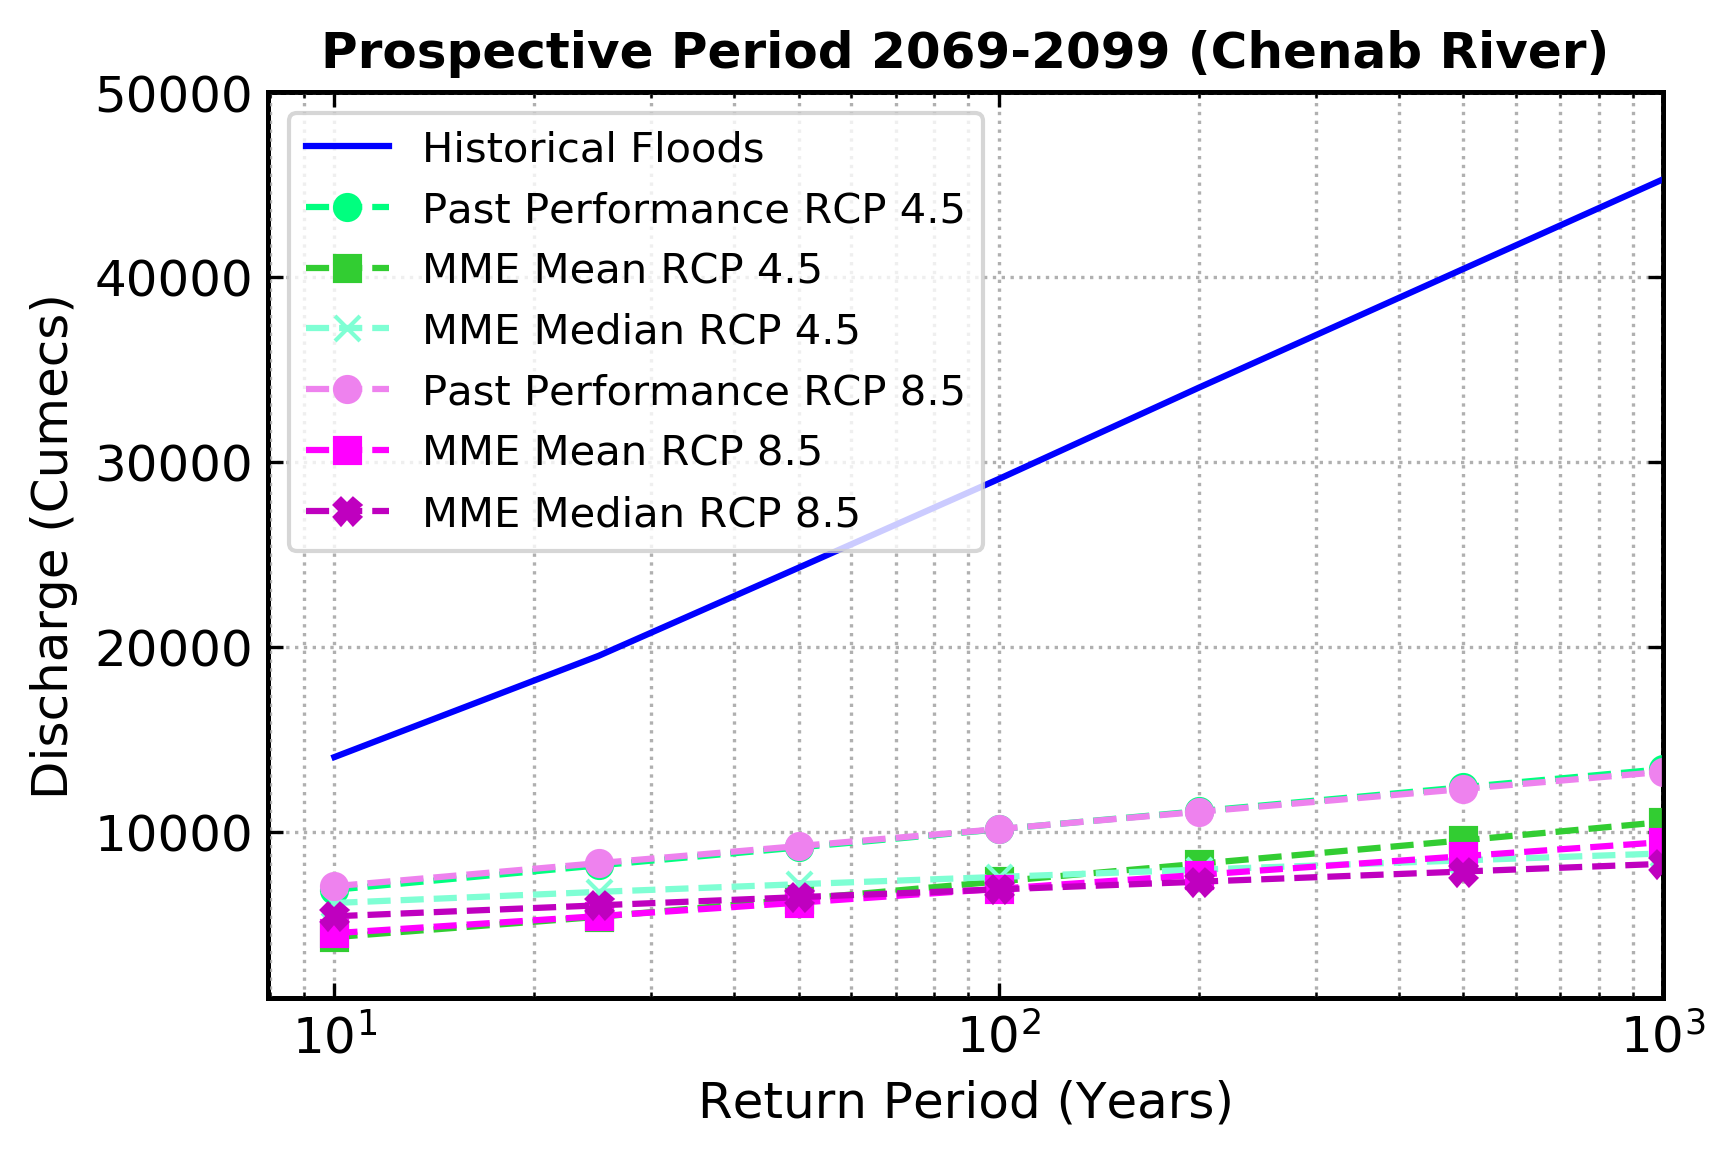 Prospective Period 2069-2099 (Chenab River)
50000
40000
30000
20000
10000
Discharge (Cumecs)
Historical Floods
Past Performance RCP 4.5
MME Mean RCP 4.5
MME Median RCP 4.5
Past Performance RCP 8.5
MME Mean RCP 8.5
MME Median RCP 8.5
10¹ 10² 10³
Return Period (Years)